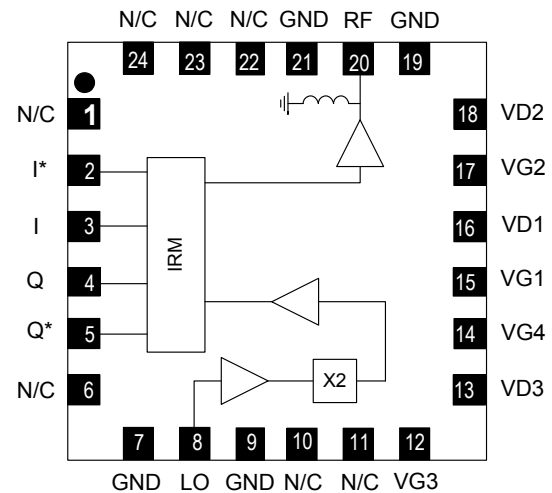 N/C N/C N/C GND RF GND
24 23 22 21 20 19
N/C 1
18 VD2
I* 2
17 VG2
I 3
16 VD1
IRM
Q 4
15 VG1
Q* 5
14 VG4
X2
N/C 6
13 VD3
7 8 9 10 11 12
GND LO GND N/C N/C VG3